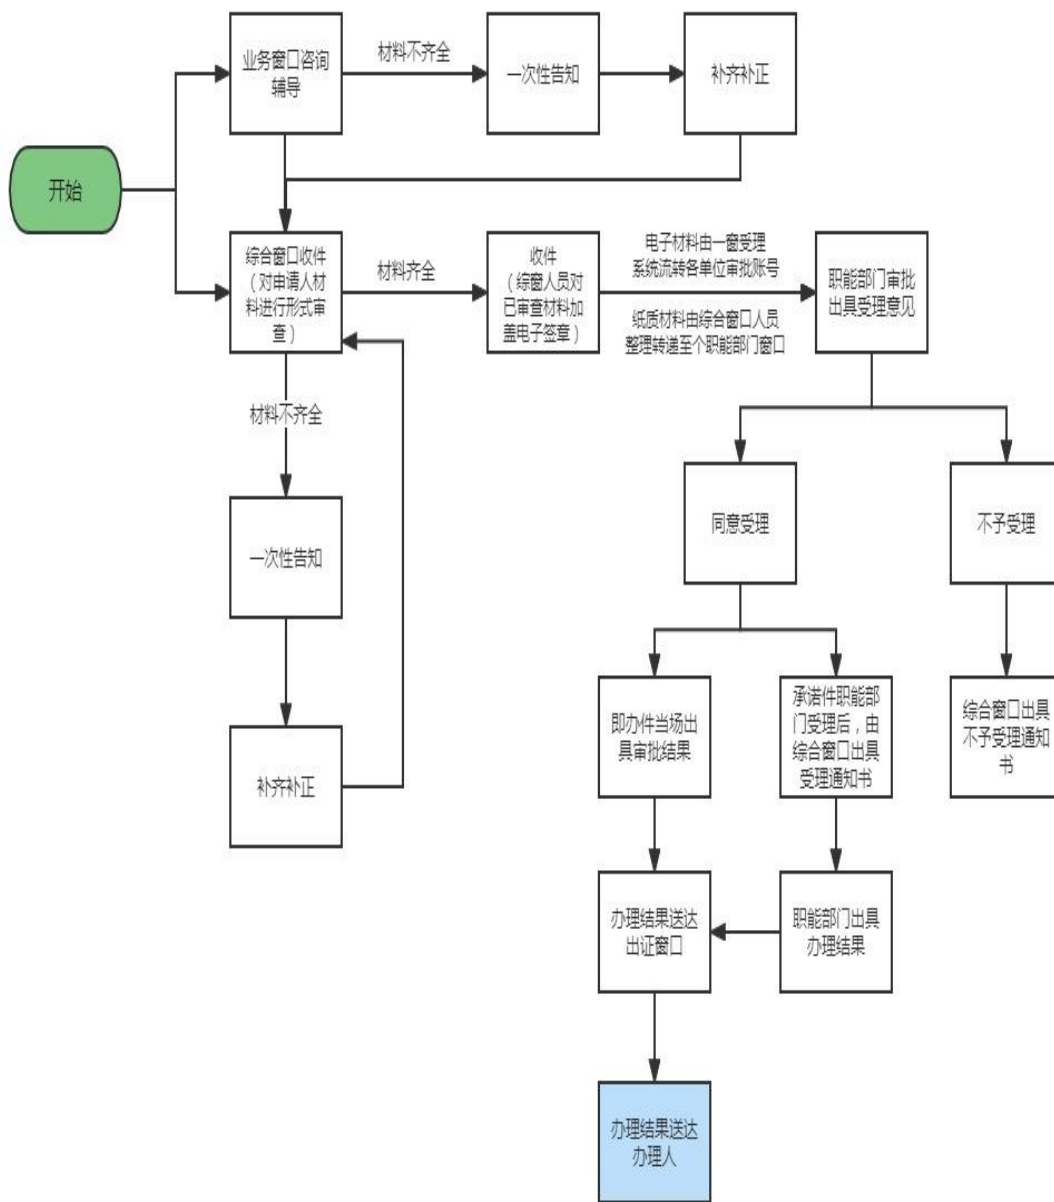 业务窗口咨询
辅导
材料不齐全
一次性告知
补齐补正
开始
综合窗口收件
（对申请人材
料进行形式审
查）
材料齐全
收件
（综窗人员对
已审查材料加
盖电子签章）
电子材料由一窗受理
系统流转各单位审批账号
纸质材料由综合窗口人员
整理转递至个职能部门窗口
职能部门审批
出具受理意见
材料不齐全
一次性告知
补齐补正
同意受理
不予受理
即办件当场出
具审批结果
承诺件职能部
门受理后，由
综合窗口出具
受理通知书
综合窗口出具
不予受理通知
书
办理结果送达
出证窗口
职能部门出具
办理结果
办理结果送达
办理人